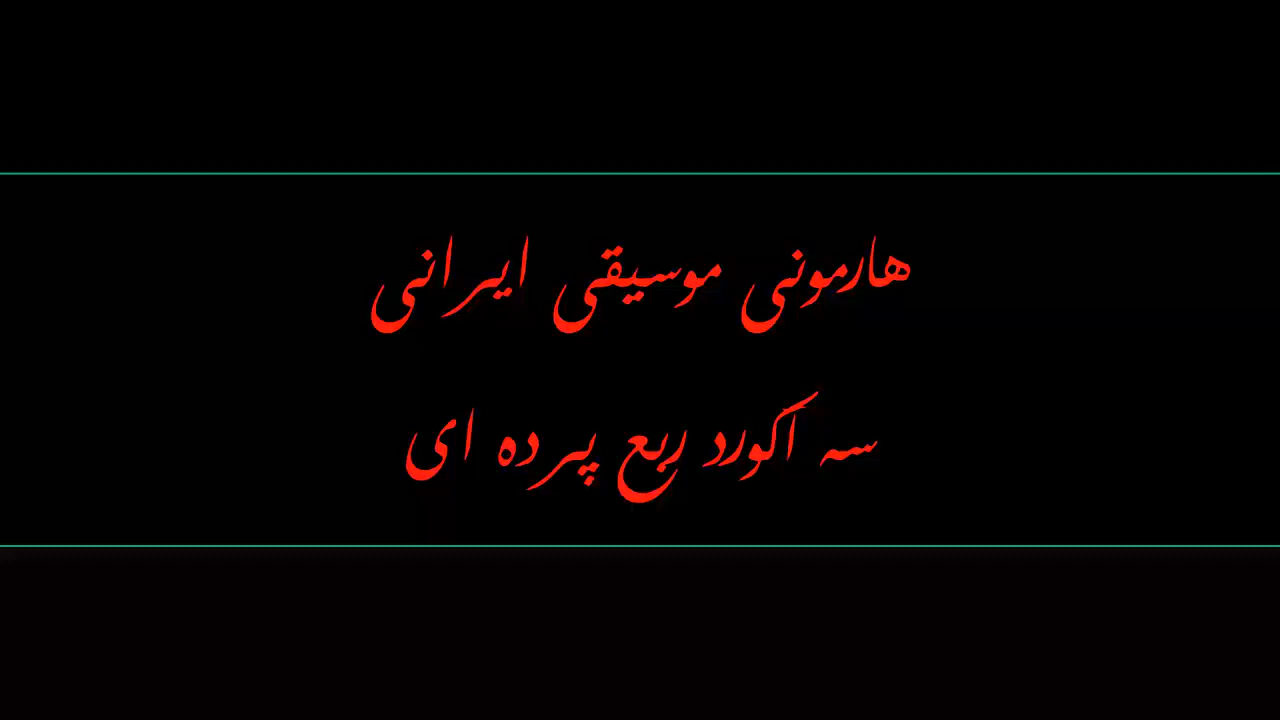 هارمونی موسیقی ایرانی
سه آکورد ربع پرده ای